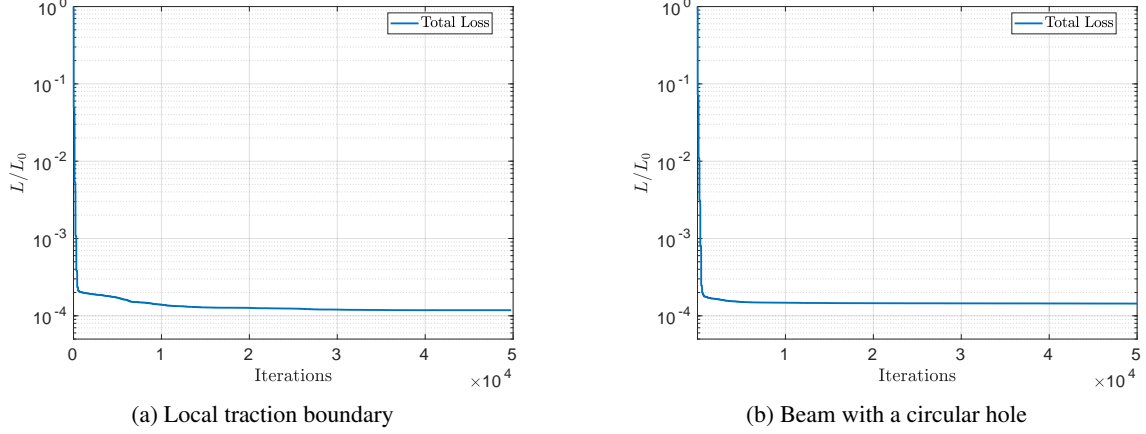 10^0
10^-1
10^-2
10^-3
10^-4
L/L_0
Total Loss
0 1 2 3 4 5
Iterations
×10^4
(a) Local traction boundary
10^0
10^-1
10^-2
10^-3
10^-4
L/L_0
Total Loss
1 2 3 4 5
Iterations
×10^4
(b) Beam with a circular hole